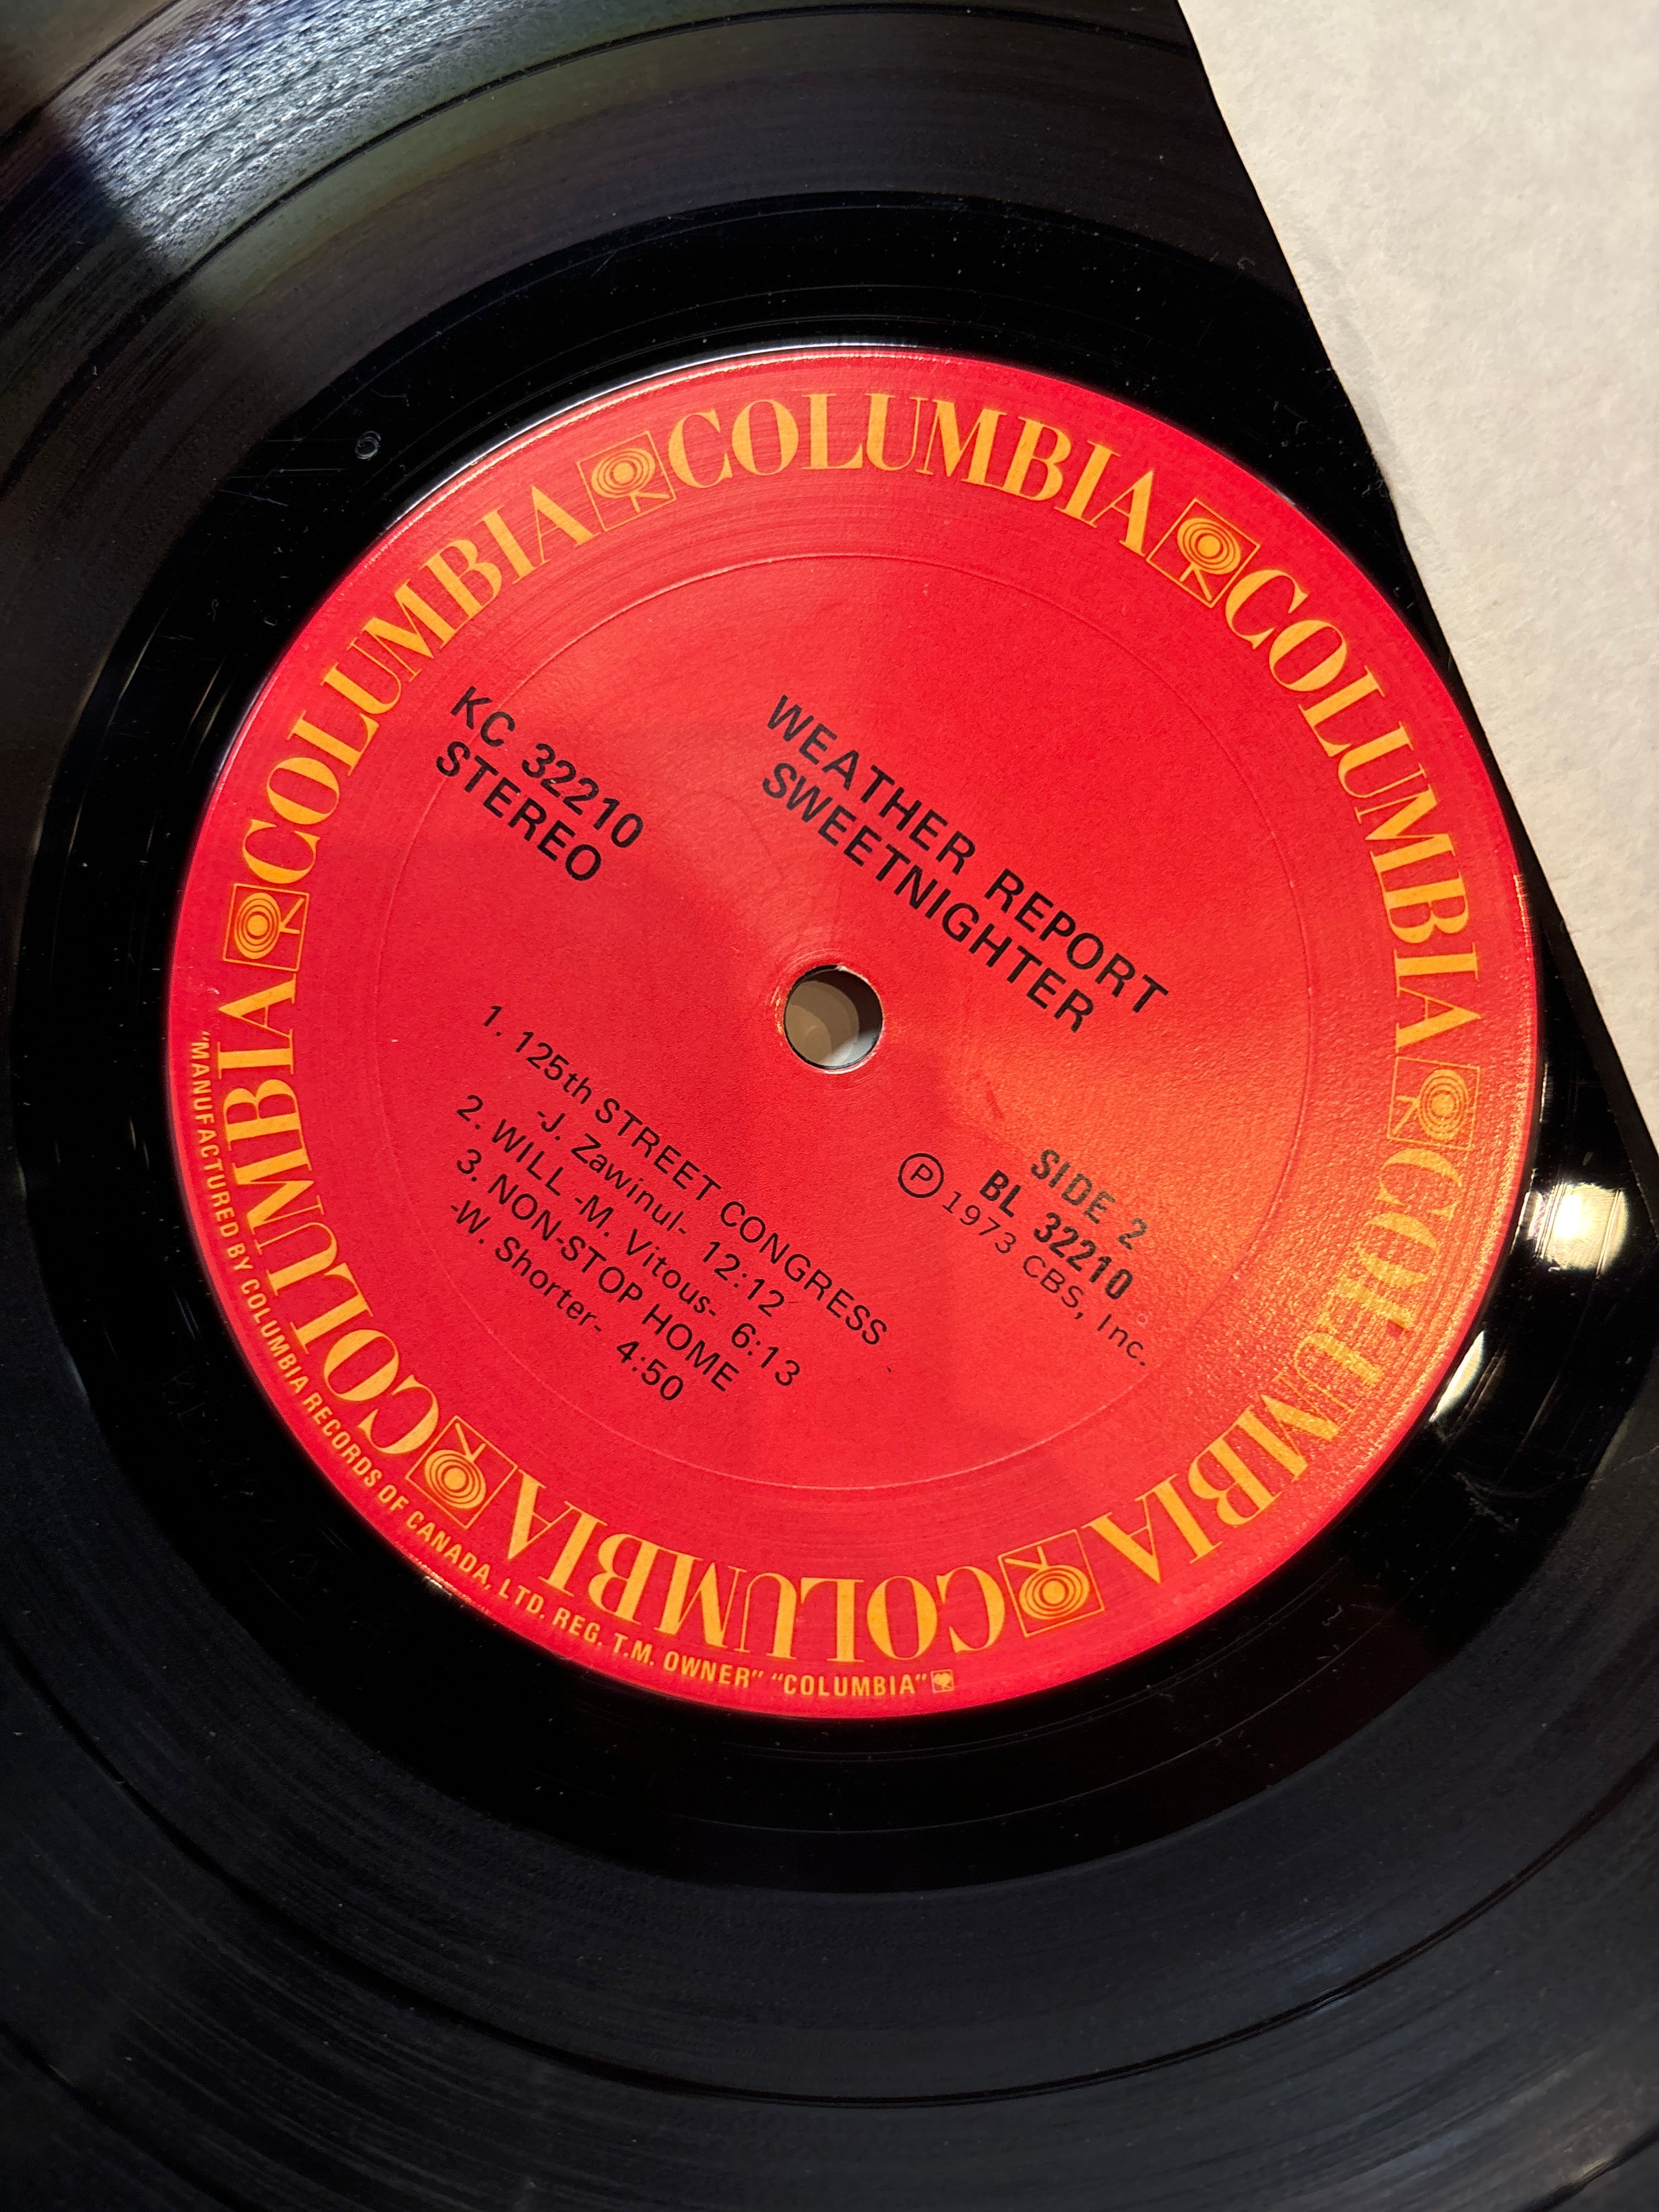 COLUMBIA COLUMBIA COLUMBIA COLUMBIA COLUMBIA COLUMBIA
WEATHER REPORT
SWEETNIGHTER
KC 32210
STEREO
SIDE 2
BL 32210
Ⓟ 1973 CBS, Inc.
1. 125th STREET CONGRESS
-J. Zawinul- 12:12
2. WILL -M. Vitous- 6:13
3. NON-STOP HOME
-W. Shorter- 4:50
"MANUFACTURED BY COLUMBIA RECORDS OF CANADA, LTD. REG. T.M. OWNER" "COLUMBIA"